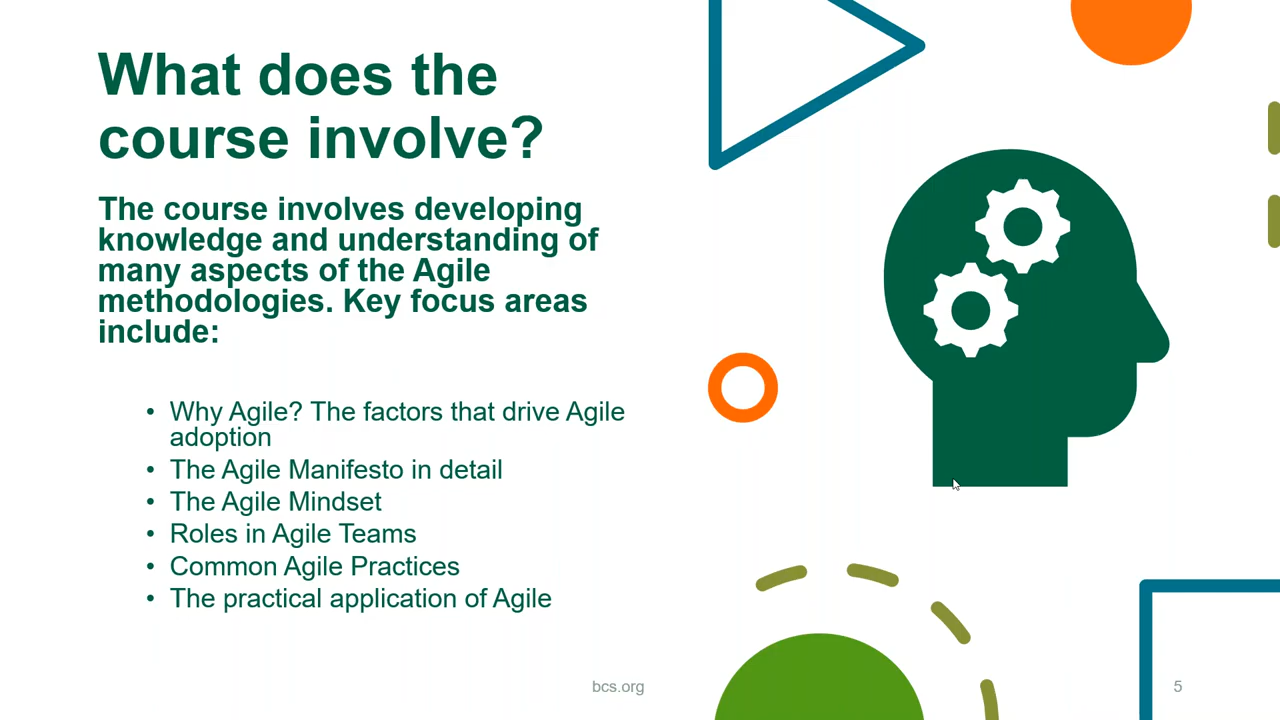 What does the
course involve?
The course involves developing
knowledge and understanding of
many aspects of the Agile
methodologies. Key focus areas
include:
• Why Agile? The factors that drive Agile
adoption
• The Agile Manifesto in detail
• The Agile Mindset
• Roles in Agile Teams
• Common Agile Practices
• The practical application of Agile
bcs.org
5